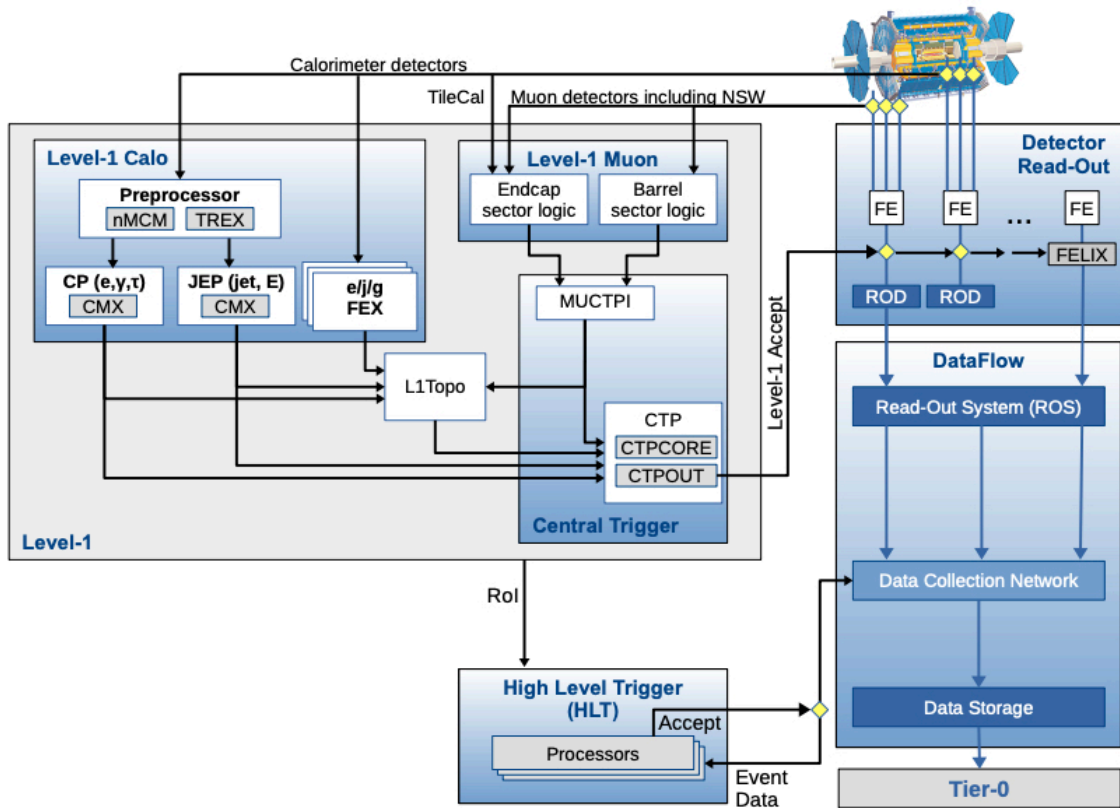 Calorimeter detectors
TileCal
Muon detectors including NSW
Level-1 Calo
Preprocessor
nMCM
TREX
CP (e,γ,τ)
CMX
JEP (jet, E)
CMX
e/j/g
FEX
Level-1 Muon
Endcap
sector logic
Barrel
sector logic
MUCTPI
L1Topo
CTP
CTPCORE
CTPOUT
Central Trigger
Level-1
Level-1 Accept
Detector
Read-Out
FE
FE
...
FE
FELIX
ROD
ROD
DataFlow
Read-Out System (ROS)
Data Collection Network
Data Storage
Tier-0
RoI
High Level Trigger
(HLT)
Accept
Processors
Event
Data